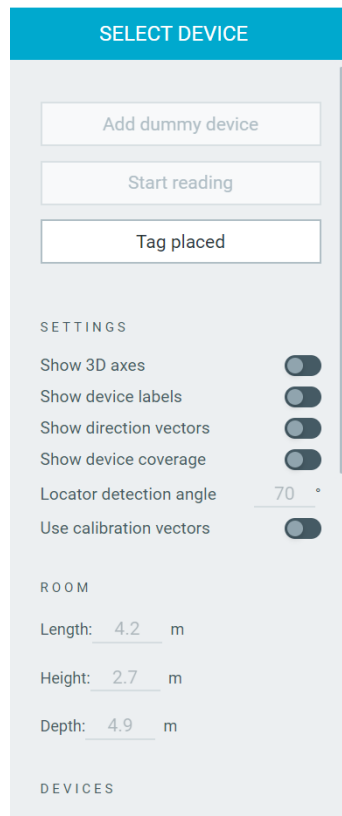 SELECT DEVICE
Add dummy device
Start reading
Tag placed
SETTINGS
Show 3D axes
Show device labels
Show direction vectors
Show device coverage
Locator detection angle 70 °
Use calibration vectors
ROOM
Length: 4.2 m
Height: 2.7 m
Depth: 4.9 m
DEVICES